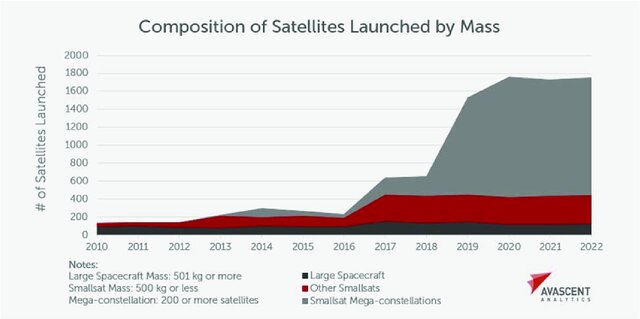 Composition of Satellites Launched by Mass
# of Satellites Launched
2000
1800
1600
1400
1200
1000
800
600
400
200
0
2010 2011 2012 2013 2014 2015 2016 2017 2018 2019 2020 2021 2022
Notes:
Large Spacecraft Mass: 501 kg or more
Smallsat Mass: 500 kg or less
Mega-constellation: 200 or more satellites
Large Spacecraft
Other Smallsats
Smallsat Mega-constellations
AVASCENT
ANALYTICS